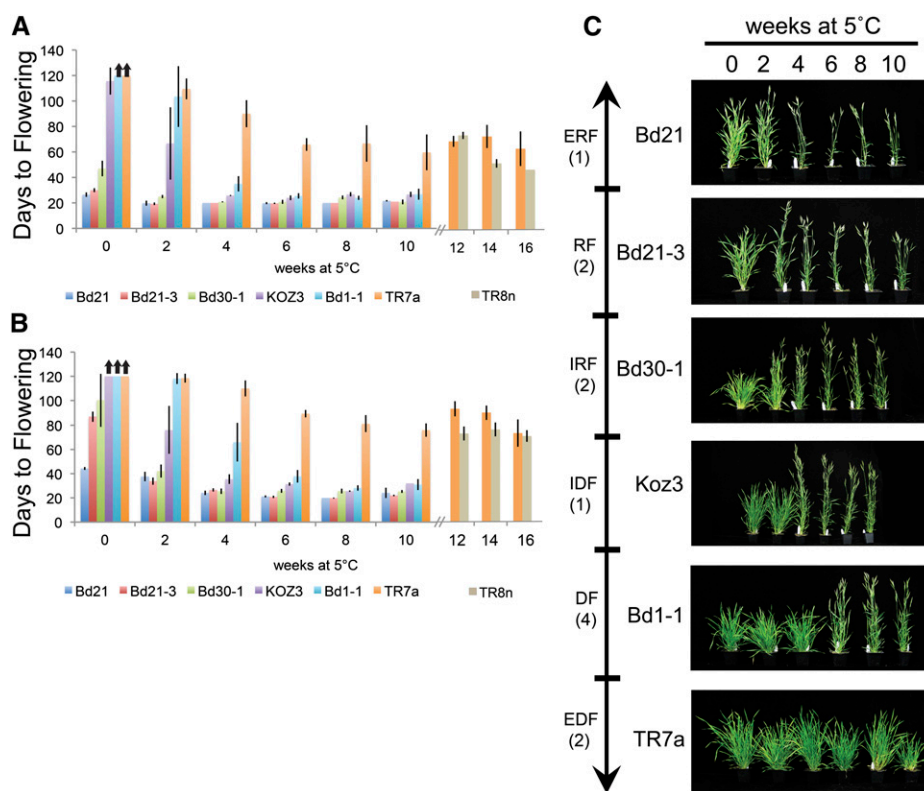 A
Days to Flowering
140
120
100
80
60
40
20
0
0 2 4 6 8 10 12 14 16
weeks at 5°C
Bd21 Bd21-3 Bd30-1 KOZ3 Bd1-1 TR7a TR8n
B
Days to Flowering
140
120
100
80
60
40
20
0
0 2 4 6 8 10 12 14 16
weeks at 5°C
Bd21 Bd21-3 Bd30-1 KOZ3 Bd1-1 TR7a TR8n
C
weeks at 5°C
0 2 4 6 8 10
ERF
(1)
Bd21
RF
(2)
Bd21-3
IRF
(2)
Bd30-1
IDF
(1)
Koz3
DF
(4)
Bd1-1
EDF
(2)
TR7a